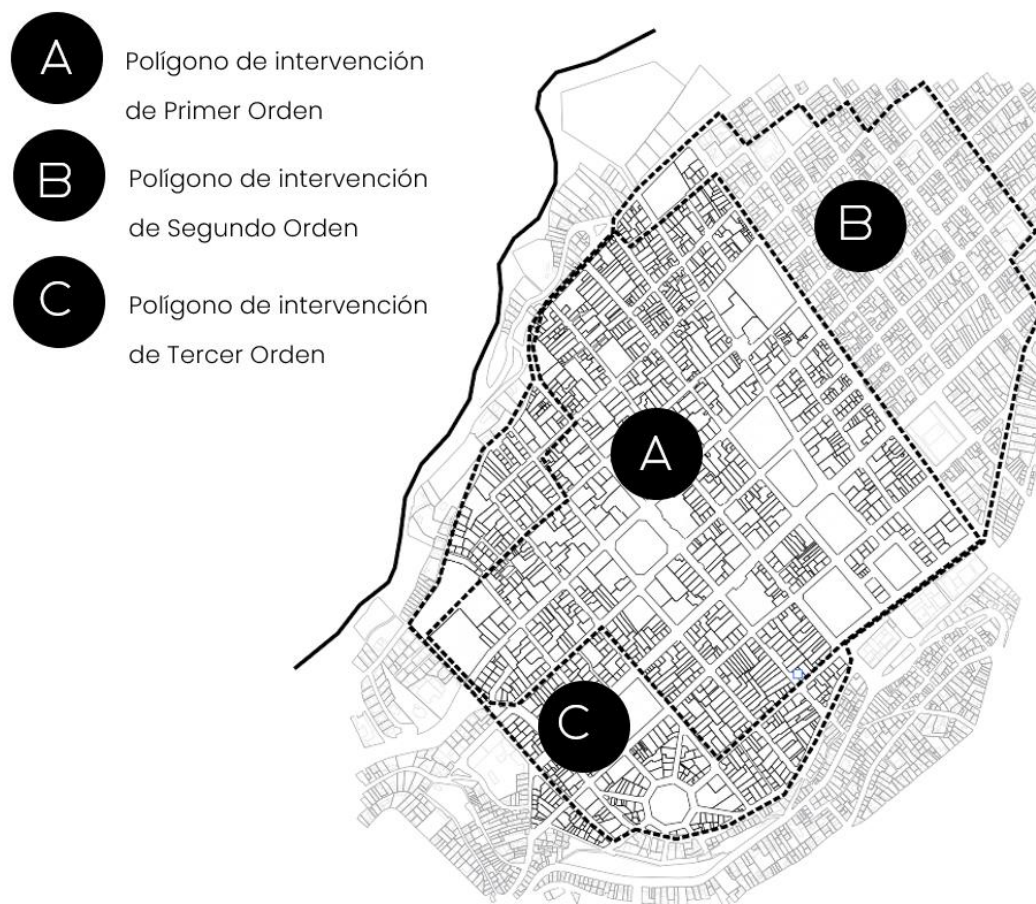 A
Polígono de intervención
de Primer Orden
B
Polígono de intervención
de Segundo Orden
C
Polígono de intervención
de Tercer Orden
B
A
C